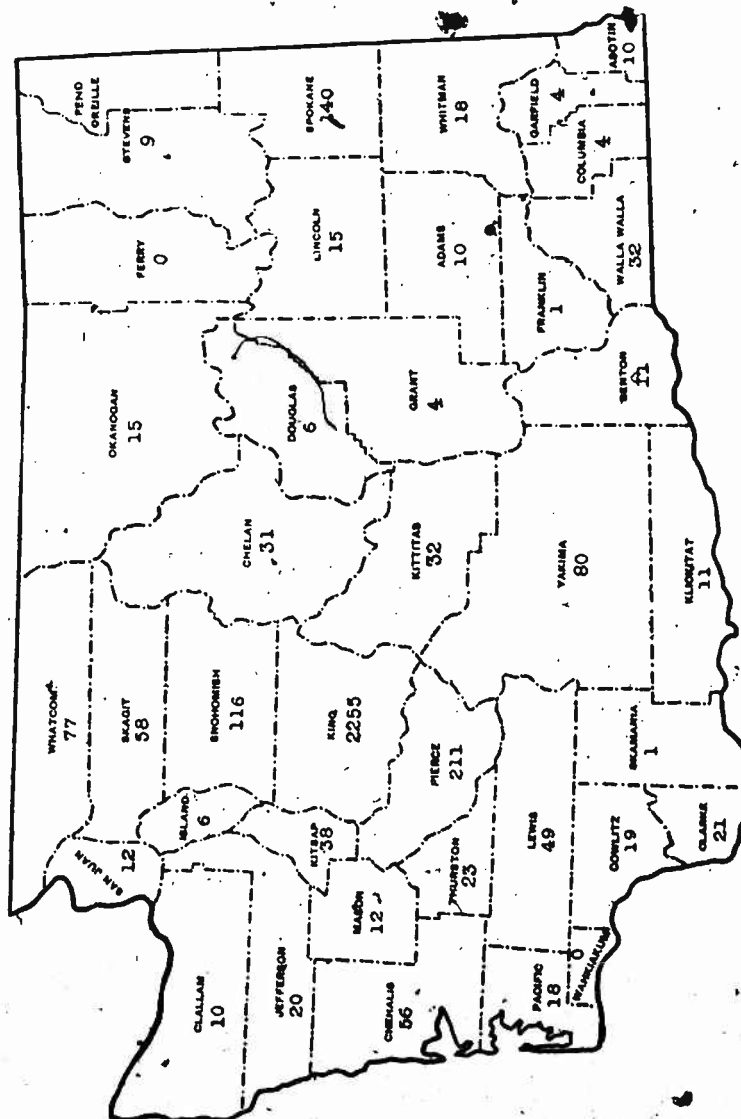 WHATCOM
77
SAN JUAN
12
SKAGIT
58
ISLAND
6
SNOHOMISH
116
CLALLAM
10
JEFFERSON
20
KITSAP
38
KING
2255
MASON
12
CHEHALIS
56
PIERCE
211
THURSTON
23
LEWIS
49
PACIFIC
18
WAHKIAKUM
0
COWLITZ
19
CLARKE
21
SKAMANIA
1
OKANOGAN
15
CHELAN
31
DOUGLAS
6
KITTITAS
32
GRANT
4
YAKIMA
80
KLICKITAT
11
BENTON
11
FERRY
0
STEVENS
9
PEND
OREILLE
LINCOLN
15
SPOKANE
140
ADAMS
10
WHITMAN
18
FRANKLIN
1
WALLA WALLA
32
COLUMBIA
4
GARFIELD
4
ASOTIN
10